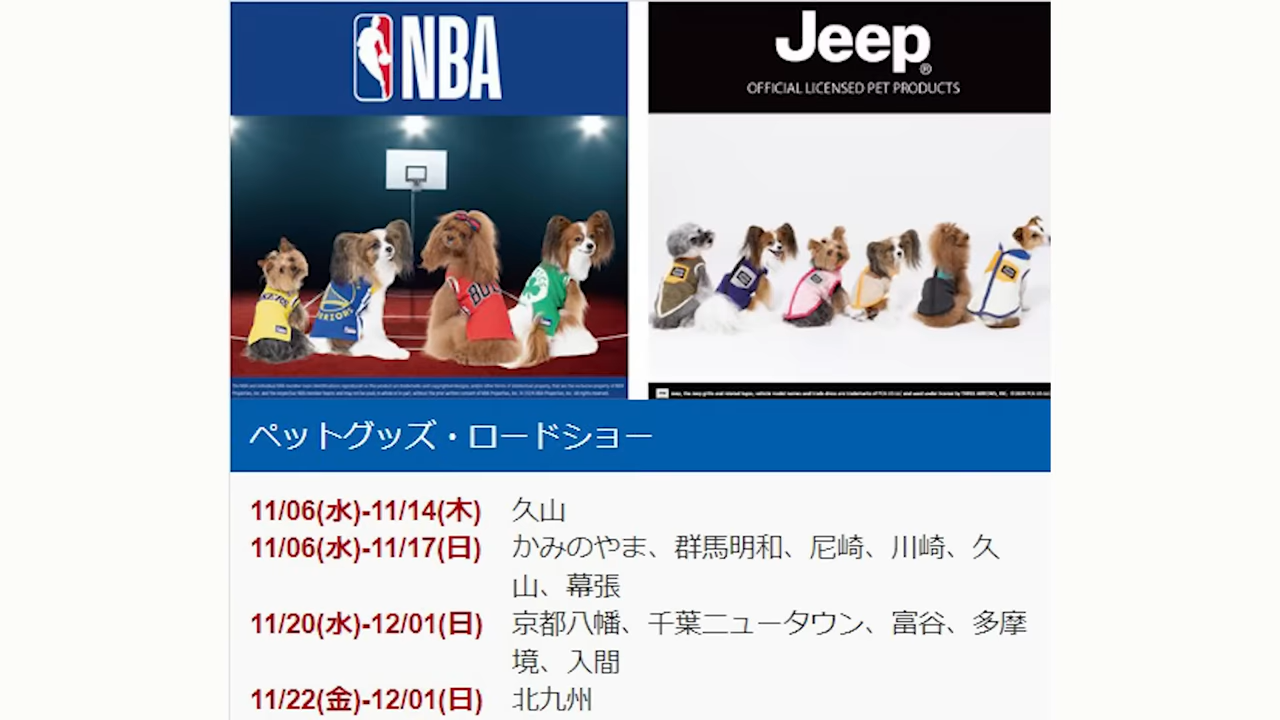 NBA
Jeep®
OFFICIAL LICENSED PET PRODUCTS
ペットグッズ・ロードショー
11/06(水)-11/14(木) 久山
11/06(水)-11/17(日) かみのやま、群馬明和、尼崎、川崎、久
山、幕張
11/20(水)-12/01(日) 京都八幡、千葉ニュータウン、富谷、多摩
境、入間
11/22(金)-12/01(日) 北九州